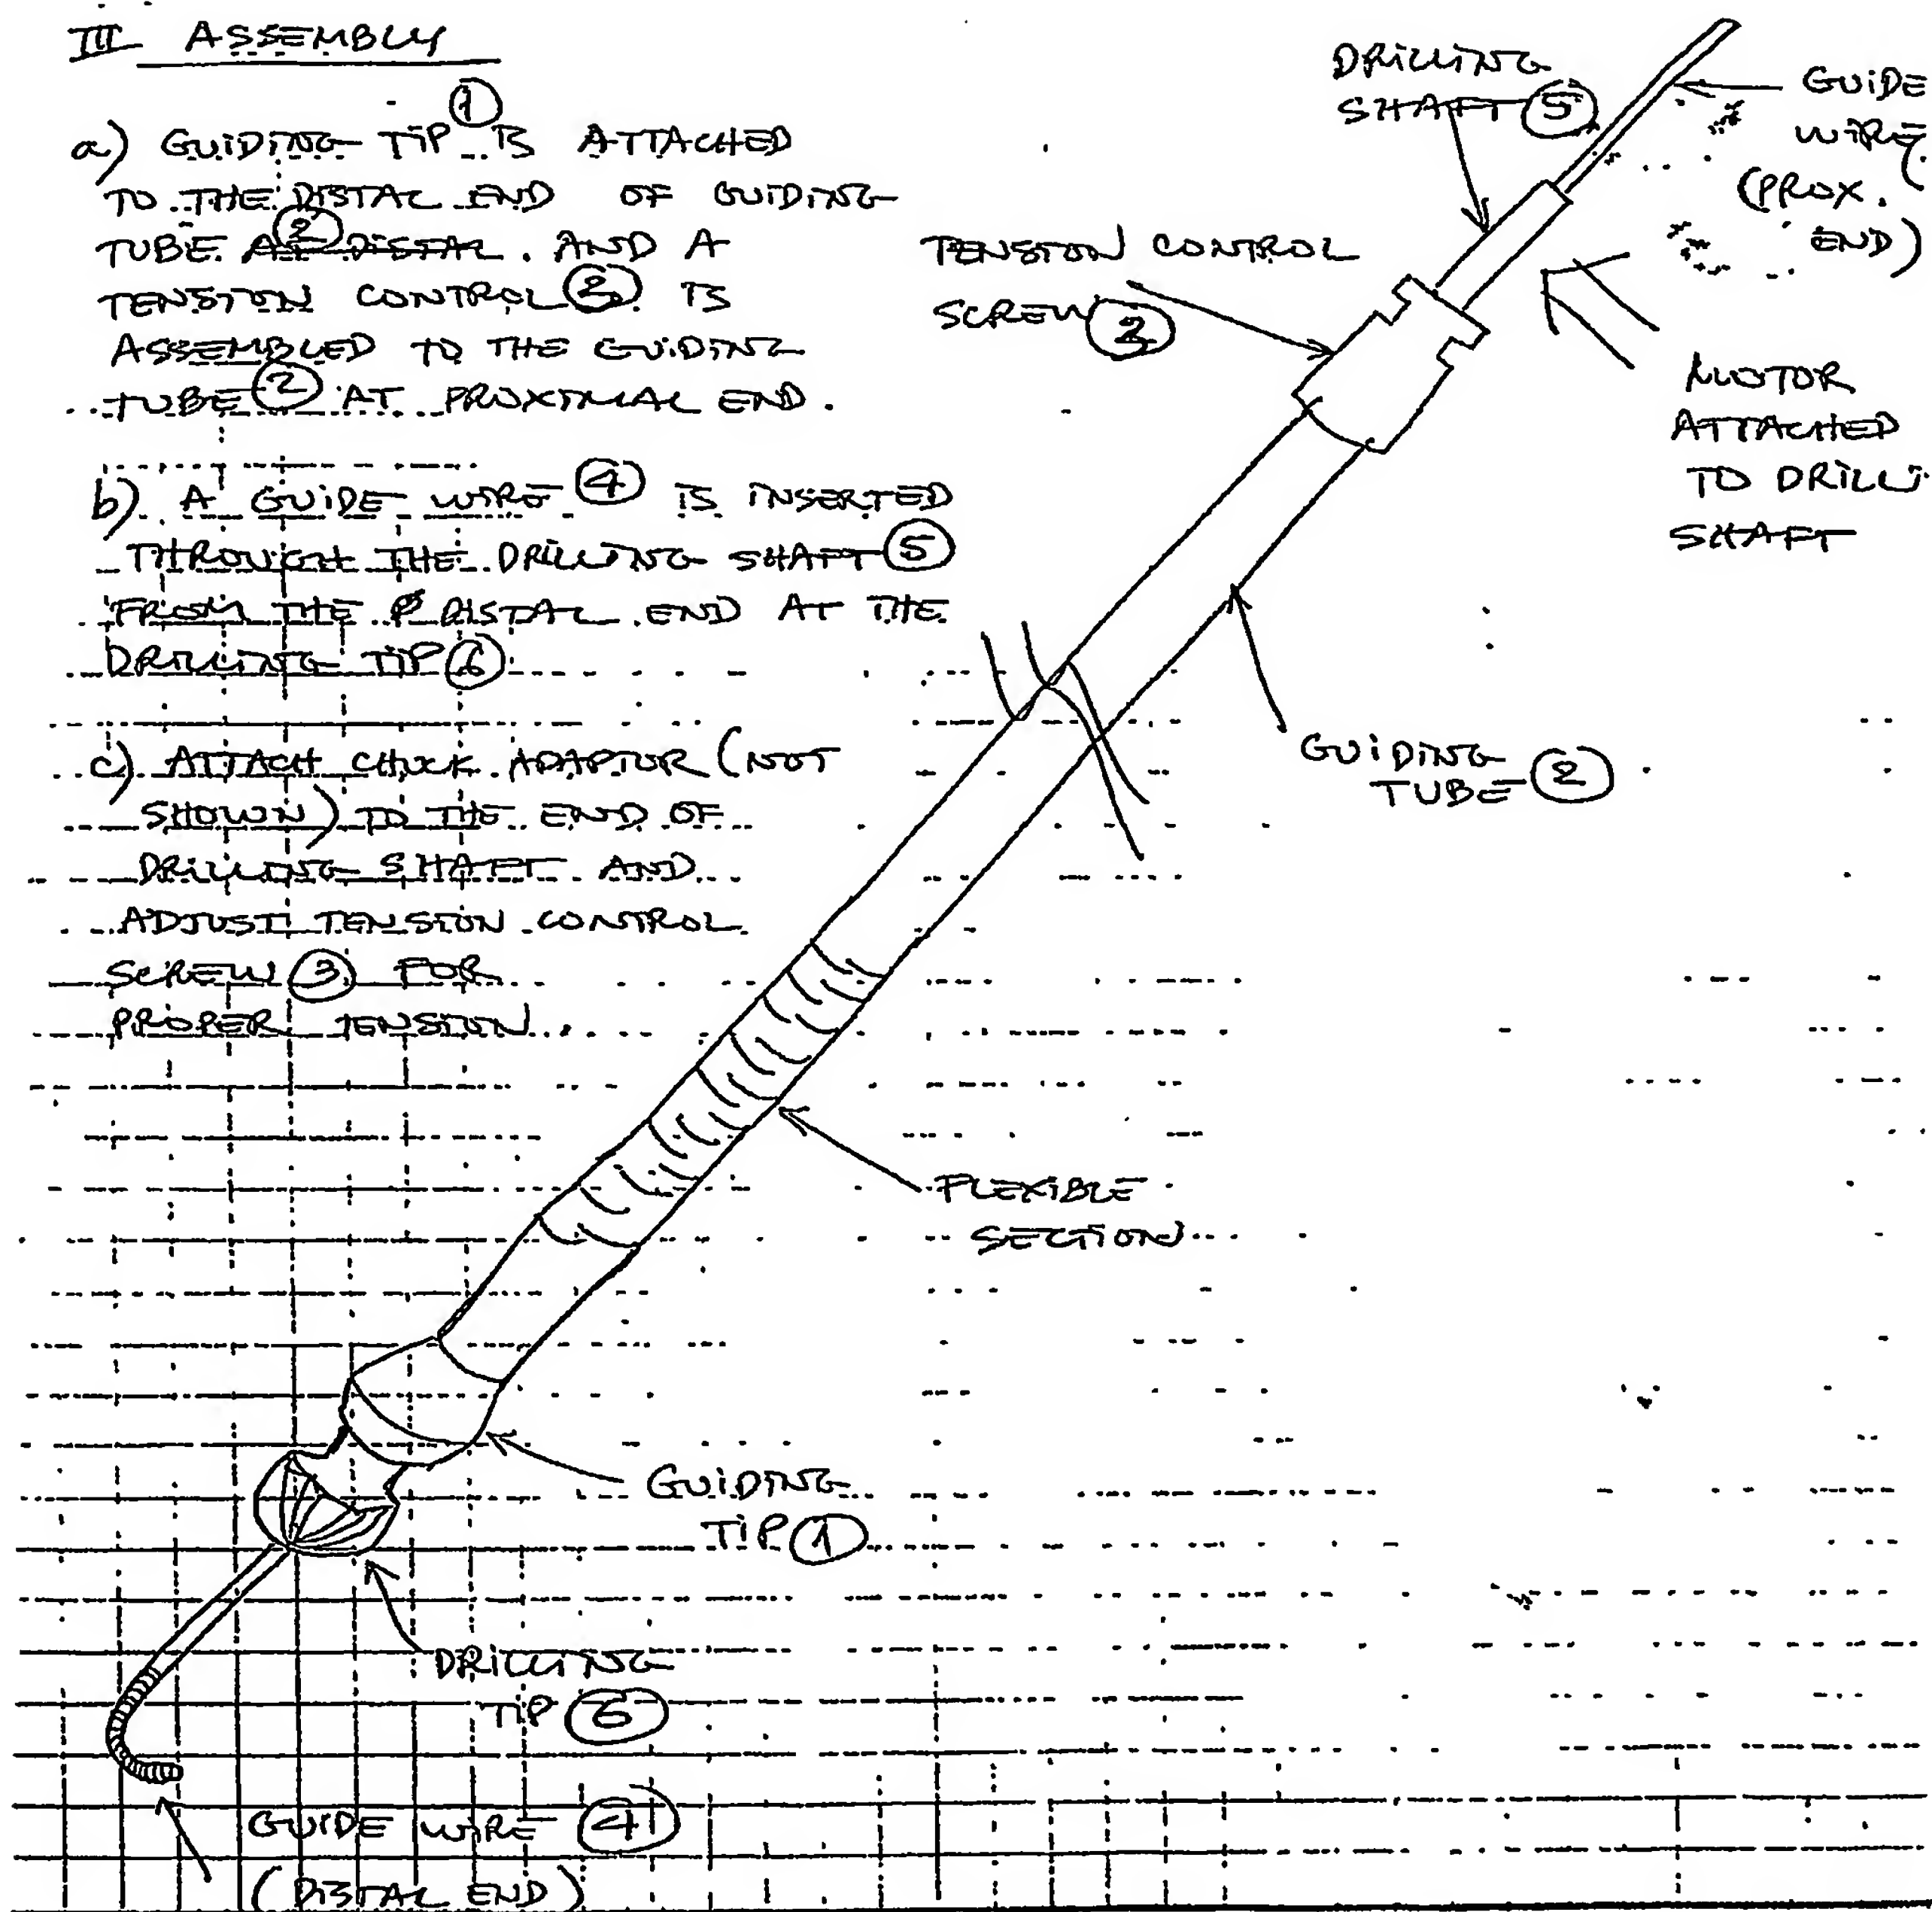 III ASSEMBLY
a) GUIDING TIP ① IS ATTACHED
TO THE DISTAL END OF GUIDING
TUBE ② AT DISTAL. AND A
TENSION CONTROL ③ IS
ASSEMBLED TO THE GUIDING
TUBE ② AT PROXIMAL END.
b) A GUIDE WIRE ④ IS INSERTED
THROUGH THE DRILLING SHAFT ⑤
FROM THE DISTAL END AT THE
DRILLING TIP ⑥
c) ATTACH CHUCK ADAPTOR (NOT
SHOWN) TO THE END OF
DRILLING SHAFT AND
ADJUST TENSION CONTROL
SCREW ③ FOR
PROPER TENSION.
DRILLING
SHAFT ⑤
GUIDE
WIRE
(PROX.
END)
TENSION CONTROL
SCREW ③
MOTOR
ATTACHED
TO DRILLI
SHAFT
GUIDING
TUBE ②
FLEXIBLE
SECTION
GUIDING
TIP ①
DRILLING
TIP ⑥
GUIDE WIRE ④
(DISTAL END)